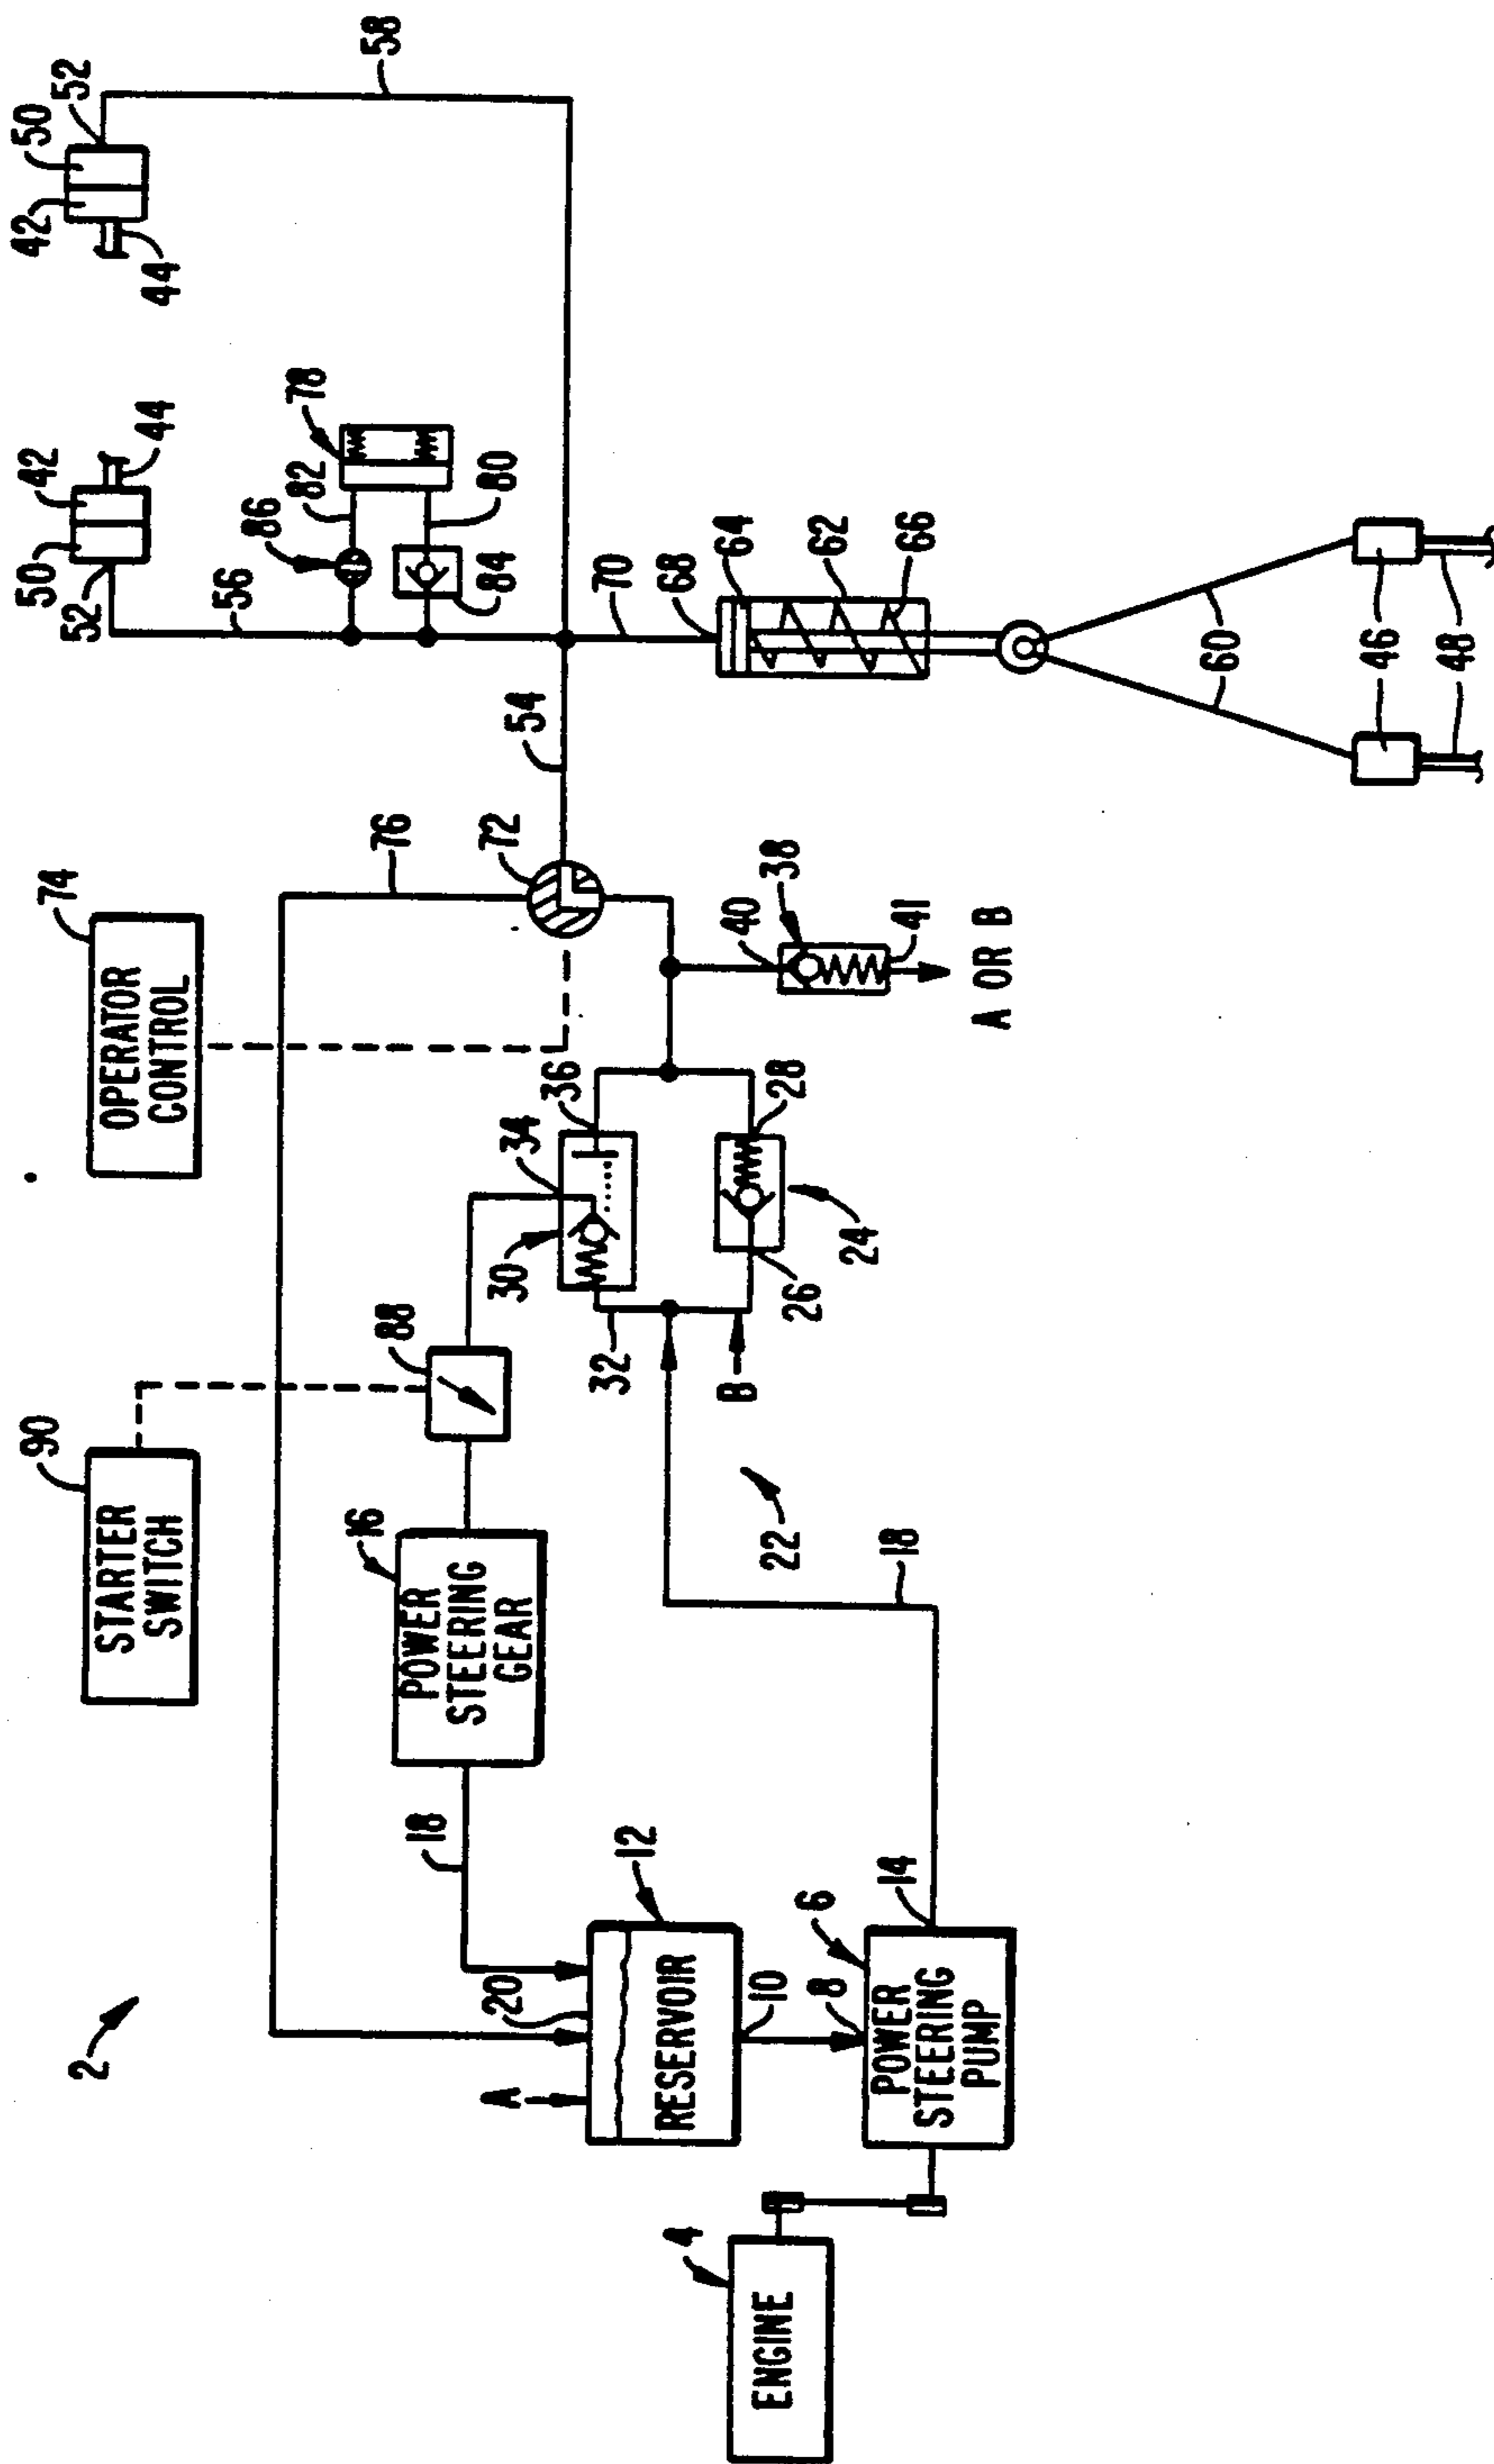 50 42 42 50
90 74
52 52
2
STARTER
SWITCH
OPERATOR
CONTROL
44 44
56
86
82
78
58
88
76
18
16
POWER
STEERING
GEAR
20
A
30
34
36
72
54
80
84
32
12
RESERVOIR
10
70
68
64
62
66
B
26
28
40
38
4
ENGINE
8
6
14
18
22
24
41
POWER
STEERING
PUMP
A OR B
60
46
48